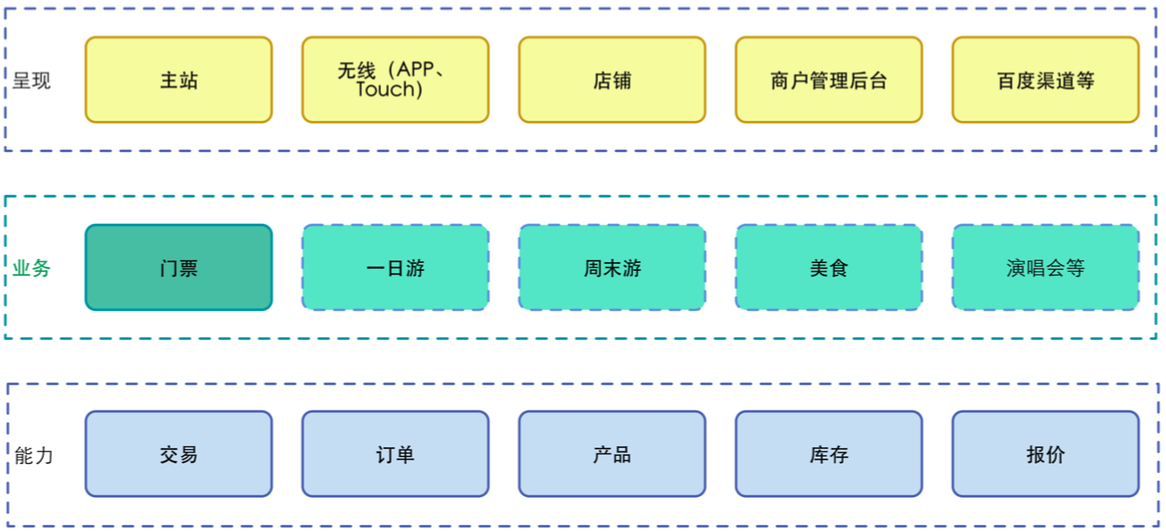 呈现
主站
无线（APP、
Touch）
店铺
商户管理后台
百度渠道等
业务
门票
一日游
周末游
美食
演唱会等
能力
交易
订单
产品
库存
报价